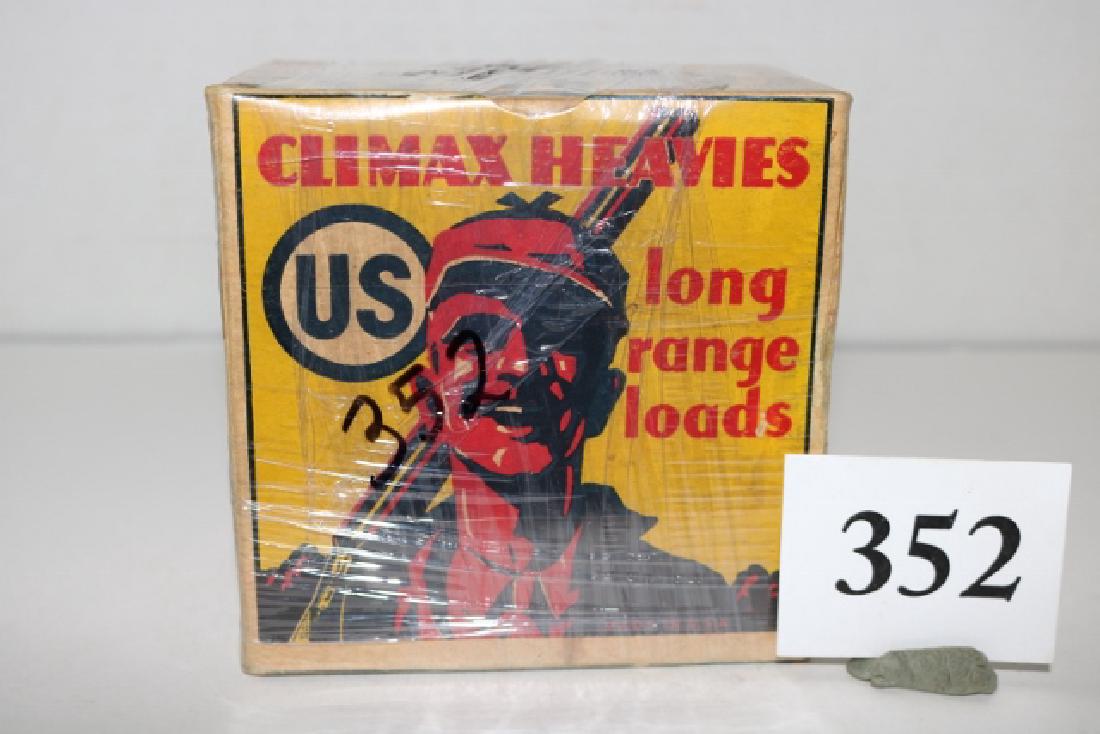 CLIMAX HEAVIES
US
long
range
loads
352
352